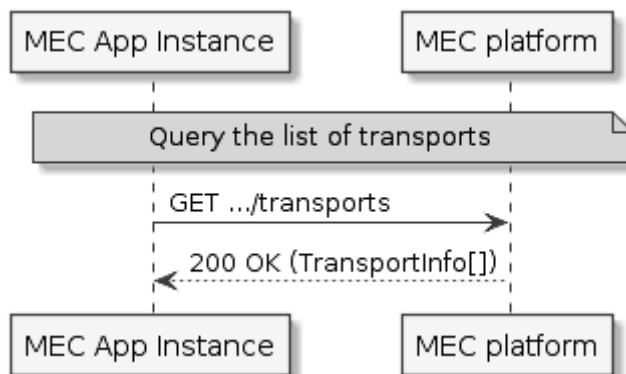 MEC App Instance
MEC platform
Query the list of transports
GET .../transports
200 OK (TransportInfo[])
MEC App Instance
MEC platform